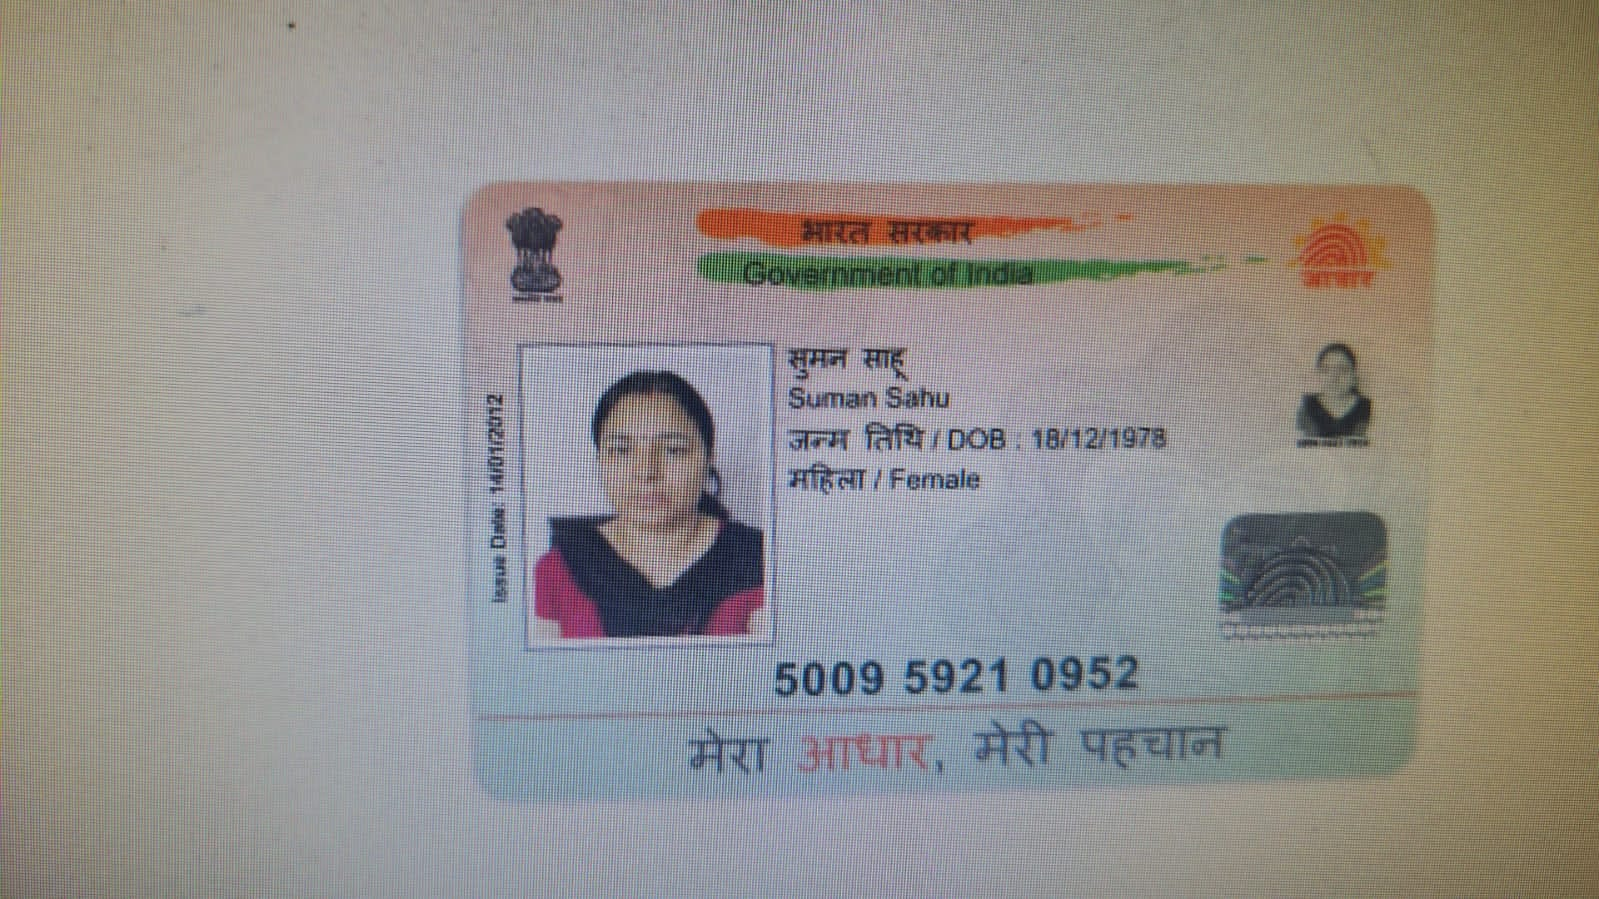 भारत सरकार
Government of India
आधार
सुमन साहू
Suman Sahu
जन्म तिथि / DOB : 18/12/1978
महिला / Female
Issue Date: 14/01/2012
5009 5921 0952
मेरा आधार, मेरी पहचान